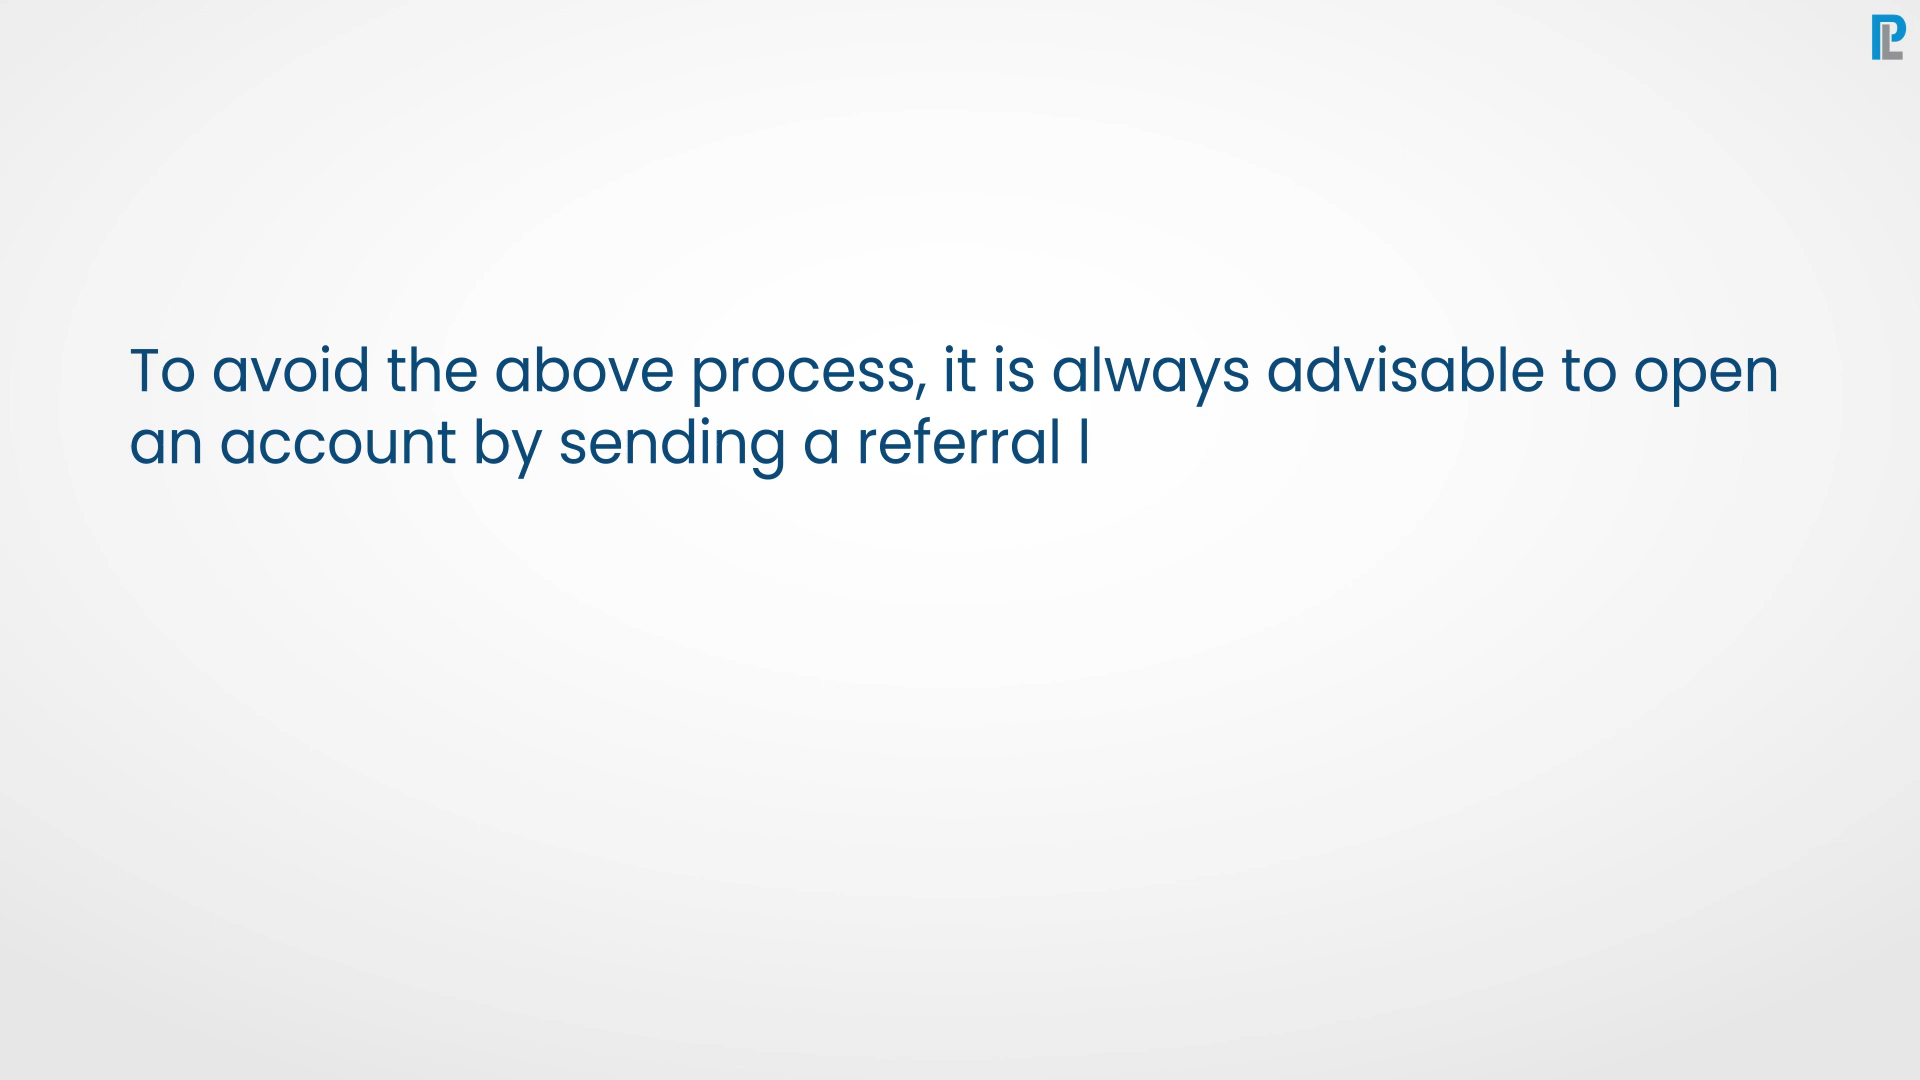 To avoid the above process, it is always advisable to open
an account by sending a referral l